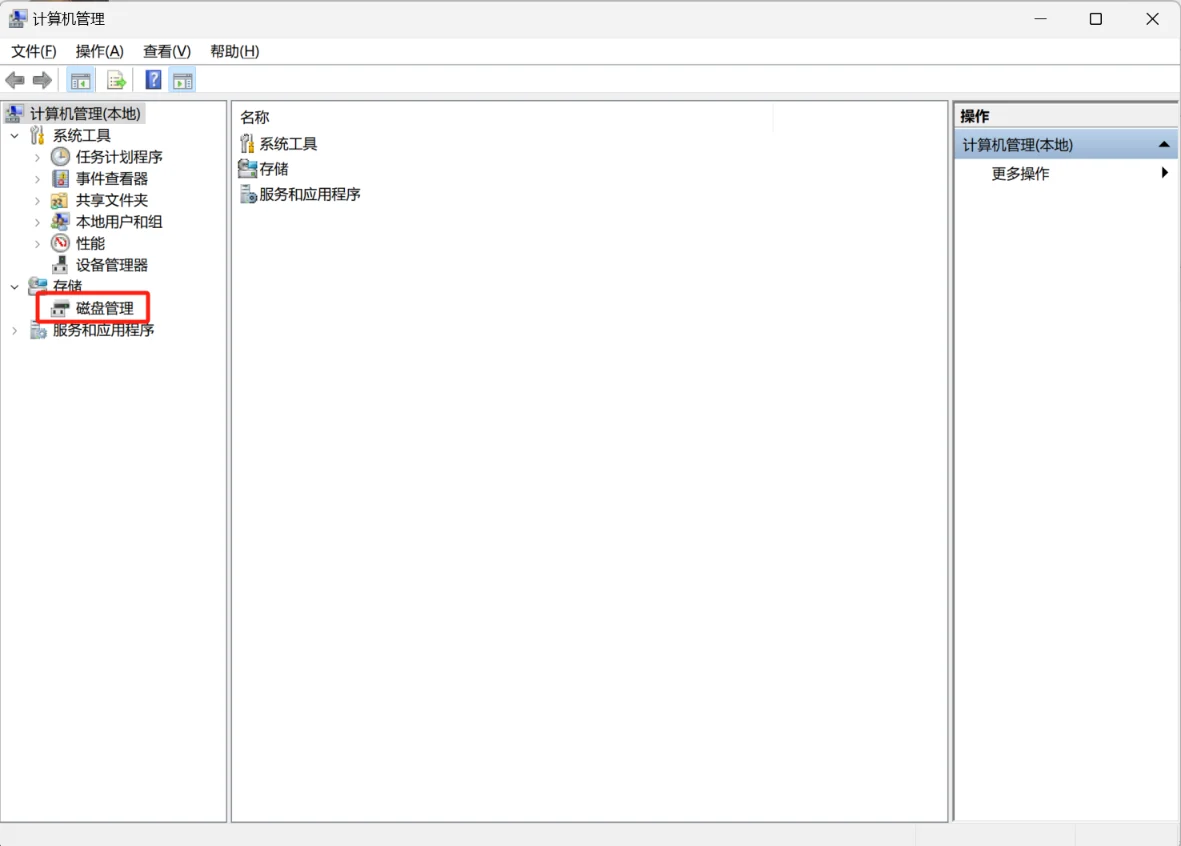 计算机管理
文件(F) 操作(A) 查看(V) 帮助(H)
计算机管理(本地)
系统工具
任务计划程序
事件查看器
共享文件夹
本地用户和组
性能
设备管理器
存储
磁盘管理
服务和应用程序
名称
系统工具
存储
服务和应用程序
操作
计算机管理(本地)
更多操作